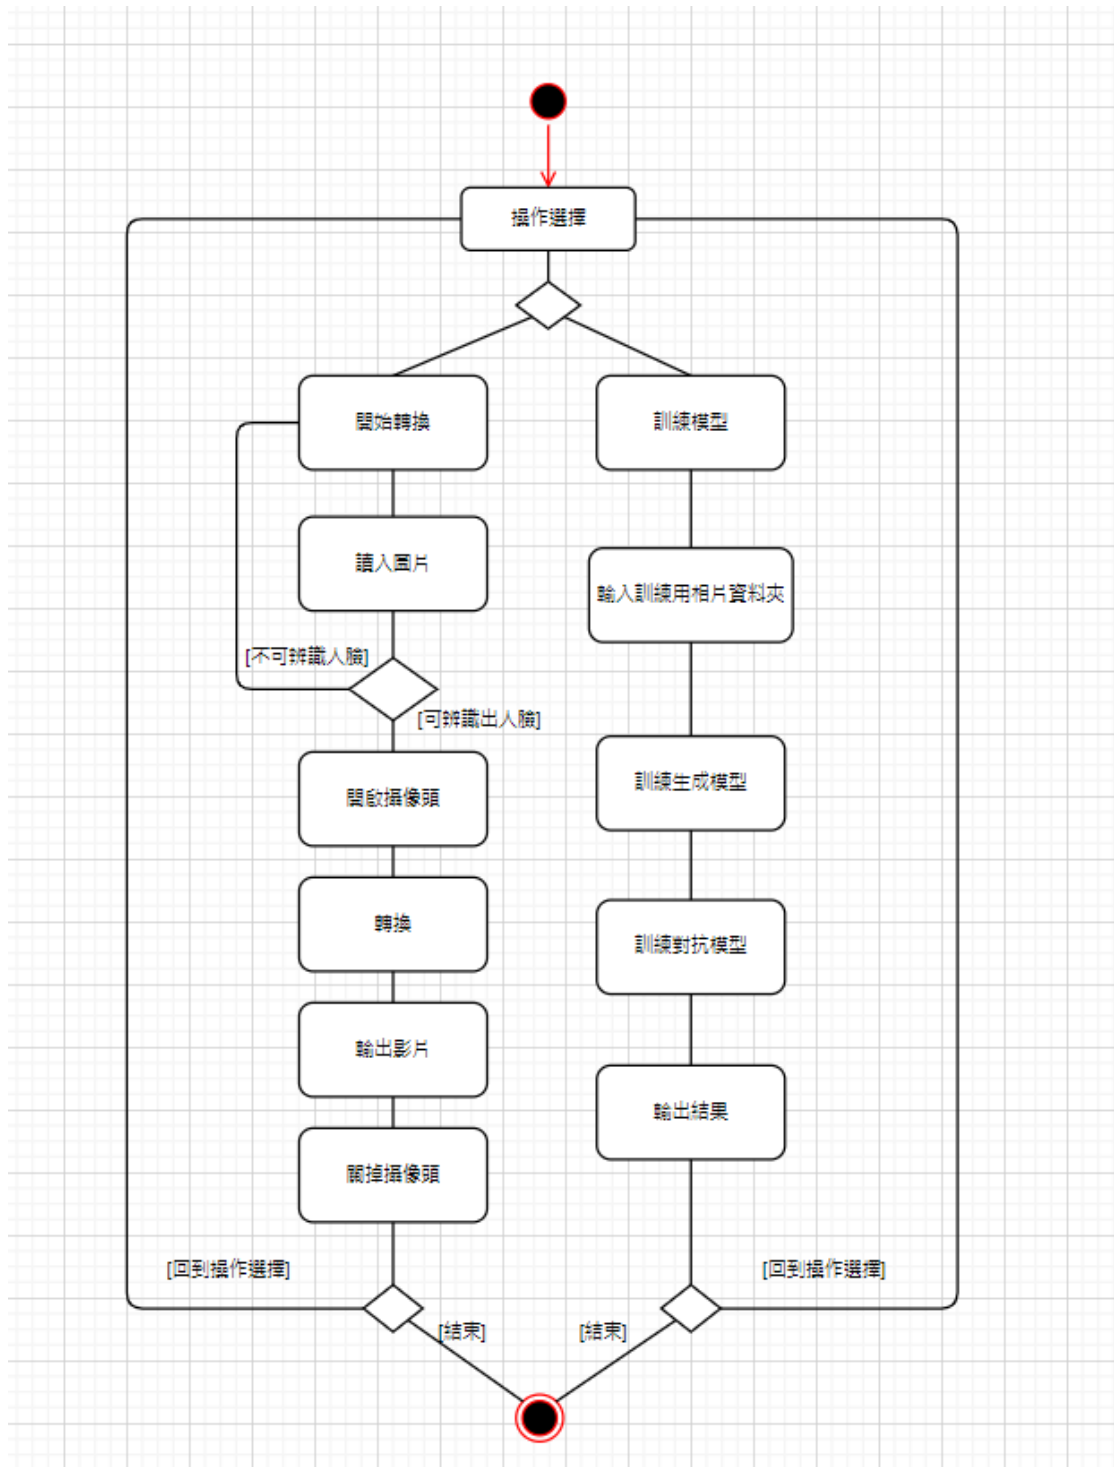 操作選擇
開始轉換
訓練模型
讀入圖片
輸入訓練用相片資料夾
[不可辨識人臉]
[可辨識出人臉]
開啟攝像頭
訓練生成模型
轉換
訓練對抗模型
輸出影片
輸出結果
關掉攝像頭
[回到操作選擇]
[回到操作選擇]
[結束]
[結束]